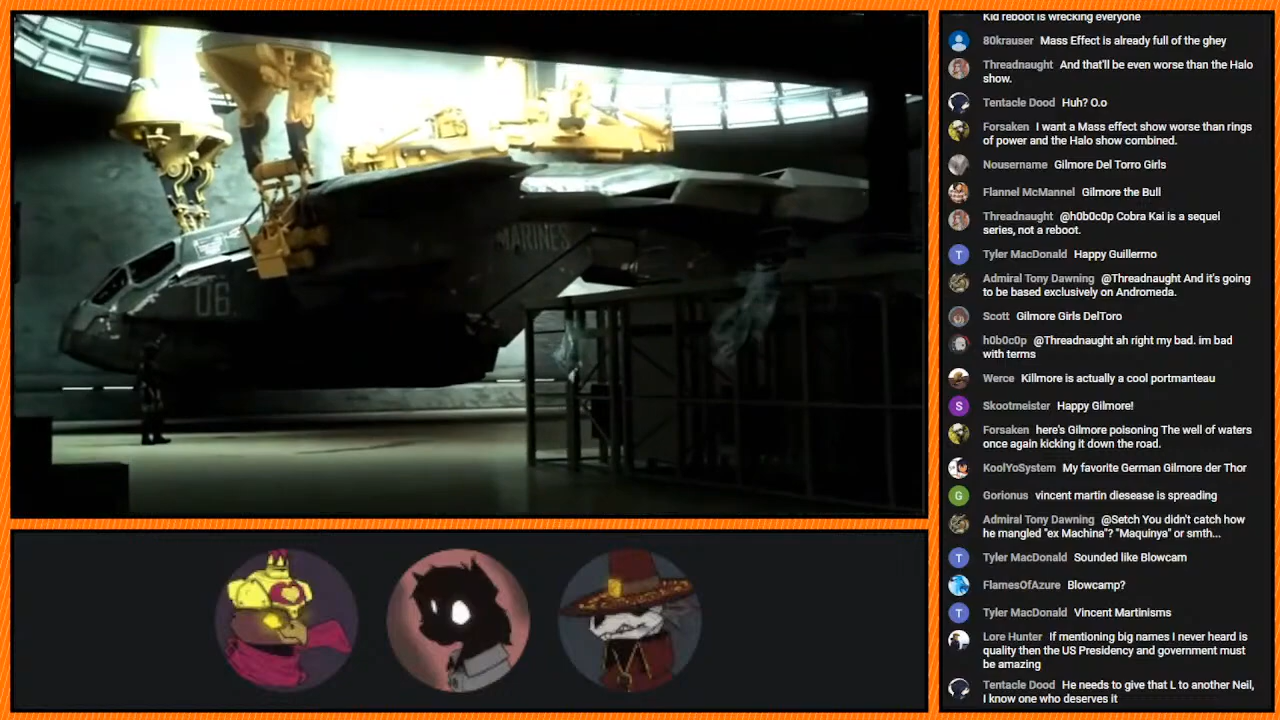 MARINES
06
Kid reboot is wrecking everyone
80krauser Mass Effect is already full of the ghey
Threadnaught And that'll be even worse than the Halo
show.
Tentacle Dood Huh? O.o
Forsaken I want a Mass effect show worse than rings
of power and the Halo show combined.
Nousername Gilmore Del Torro Girls
Flannel McMannel Gilmore the Bull
Threadnaught @h0b0c0p Cobra Kai is a sequel
series, not a reboot.
T
Tyler MacDonald Happy Guillermo
Admiral Tony Dawning @Threadnaught And it's going
to be based exclusively on Andromeda.
Scott Gilmore Girls DelToro
h0b0c0p @Threadnaught ah right my bad. im bad
with terms
Werce Killmore is actually a cool portmanteau
S
Skootmeister Happy Gilmore!
Forsaken here's Gilmore poisoning The well of waters
once again kicking it down the road.
KoolYoSystem My favorite German Gilmore der Thor
G
Gorionus vincent martin diesease is spreading
Admiral Tony Dawning @Setch You didn't catch how
he mangled "ex Machina"? "Maquinya" or smth...
T
Tyler MacDonald Sounded like Blowcam
FlamesOfAzure Blowcamp?
T
Tyler MacDonald Vincent Martinisms
Lore Hunter If mentioning big names I never heard is
quality then the US Presidency and government must
be amazing
Tentacle Dood He needs to give that L to another Neil,
I know one who deserves it